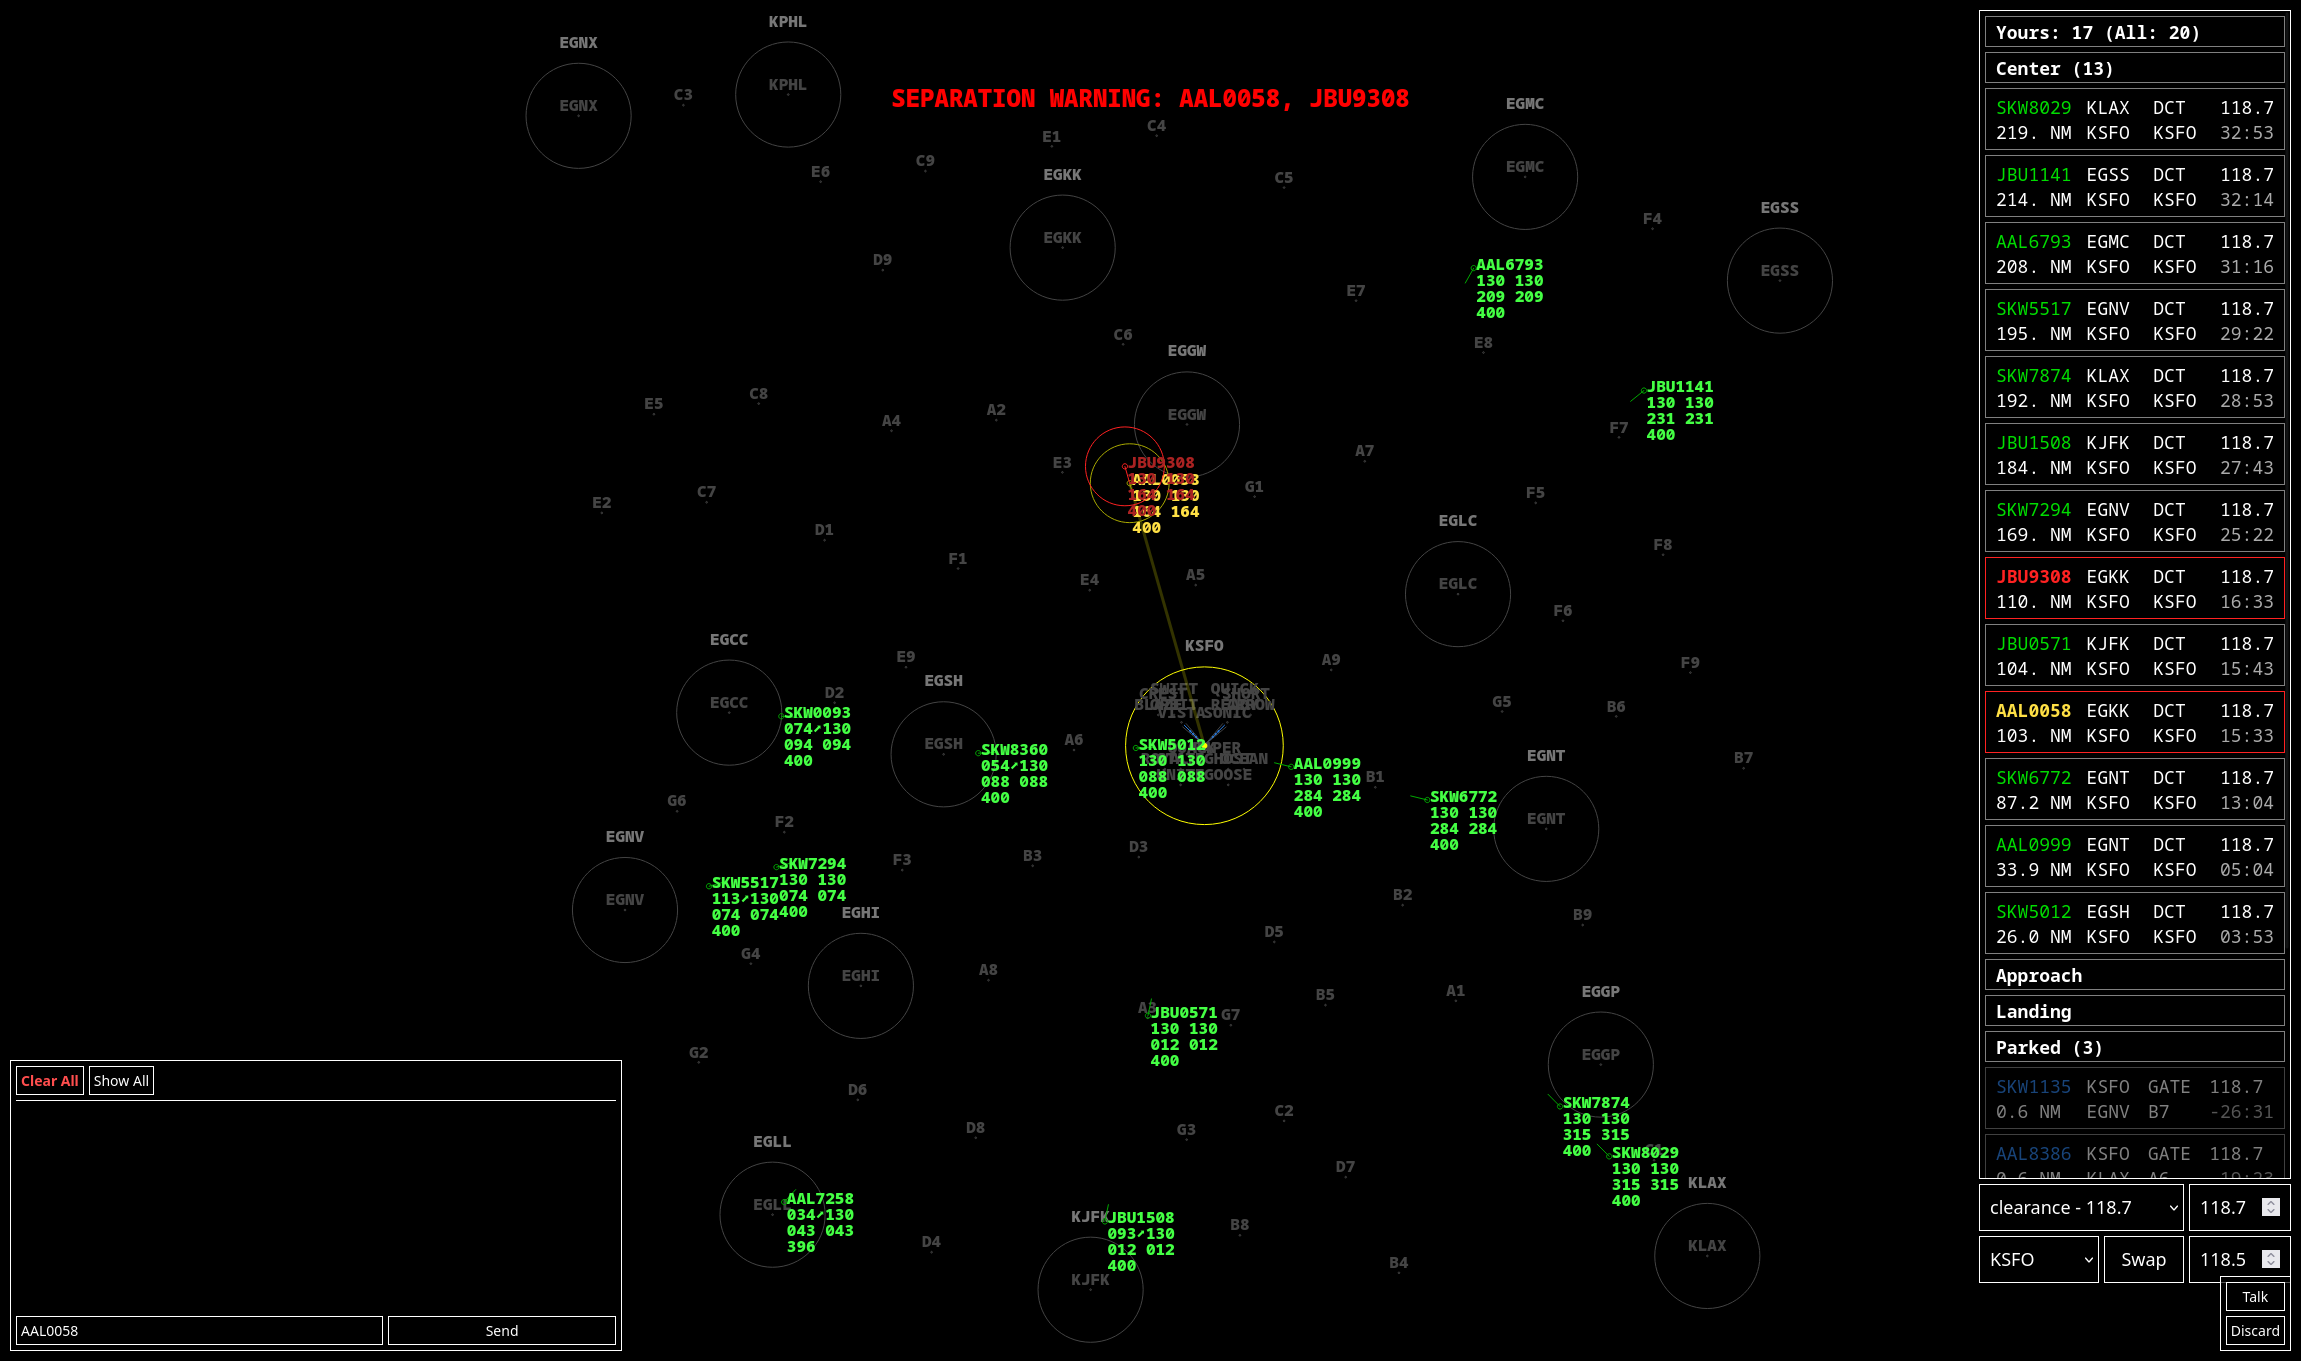 KPHL
EGNX
KPHL
C3
EGNX
SEPARATION WARNING: AAL0058, JBU9308
EGMC
C4
E1
C9
E6
EGKK
EGMC
C5
EGSS
F4
EGKK
D9
EGSS
AAL6793
130 130
209 209
400
E7
C6
E8
EGGW
JBU1141
130 130
231 231
400
C8
E5
A2
A4
EGGW
F7
A7
E3
JBU9308
AAL0058
130 130
164 164
400
G1
C7
E2
F5
EGLC
D1
F8
F1
E4
A5
EGLC
F6
EGCC
KSFO
E9
A9
F9
EGSH
D2
EGCC
SKW0093
074↗130
094 094
400
SWIFT QUICK
VISTA SONIC
G5
B6
A6
EGSH
SKW8360
054↗130
088 088
400
SKW5012
130 130
088 088
400
GOOSE
AAL0999
130 130
284 284
400
B1
EGNT
B7
SKW6772
130 130
284 284
400
EGNT
G6
F2
EGNV
D3
B3
F3
SKW7294
130 130
074 074
400
SKW5517
113↗130
074 074
400
EGNV
EGHI
B2
B9
D5
G4
A8
EGHI
B5
A1
EGGP
A3
G7
JBU0571
130 130
012 012
400
G2
EGGP
D6
C2
SKW7874
130 130
315 315
400
D8
G3
EGLL
SKW8029
130 130
315 315
400
D7
KLAX
AAL7258
034↗130
043 043
396
KJFK
JBU1508
093↗130
012 012
400
B8
D4
KLAX
B4
KJFK
Clear All
Show All
AAL0058
Send
Yours: 17 (All: 20)
Center (13)
SKW8029 KLAX DCT 118.7
219. NM KSFO KSFO 32:53
JBU1141 EGSS DCT 118.7
214. NM KSFO KSFO 32:14
AAL6793 EGMC DCT 118.7
208. NM KSFO KSFO 31:16
SKW5517 EGNV DCT 118.7
195. NM KSFO KSFO 29:22
SKW7874 KLAX DCT 118.7
192. NM KSFO KSFO 28:53
JBU1508 KJFK DCT 118.7
184. NM KSFO KSFO 27:43
SKW7294 EGNV DCT 118.7
169. NM KSFO KSFO 25:22
JBU9308 EGKK DCT 118.7
110. NM KSFO KSFO 16:33
JBU0571 KJFK DCT 118.7
104. NM KSFO KSFO 15:43
AAL0058 EGKK DCT 118.7
103. NM KSFO KSFO 15:33
SKW6772 EGNT DCT 118.7
87.2 NM KSFO KSFO 13:04
AAL0999 EGNT DCT 118.7
33.9 NM KSFO KSFO 05:04
SKW5012 EGSH DCT 118.7
26.0 NM KSFO KSFO 03:53
Approach
Landing
Parked (3)
SKW1135 KSFO GATE 118.7
0.6 NM EGNV B7 -26:31
AAL8386 KSFO GATE 118.7
0.6 NM KLAX A6 -19:23
clearance - 118.7
118.7
KSFO
Swap
118.5
Talk
Discard